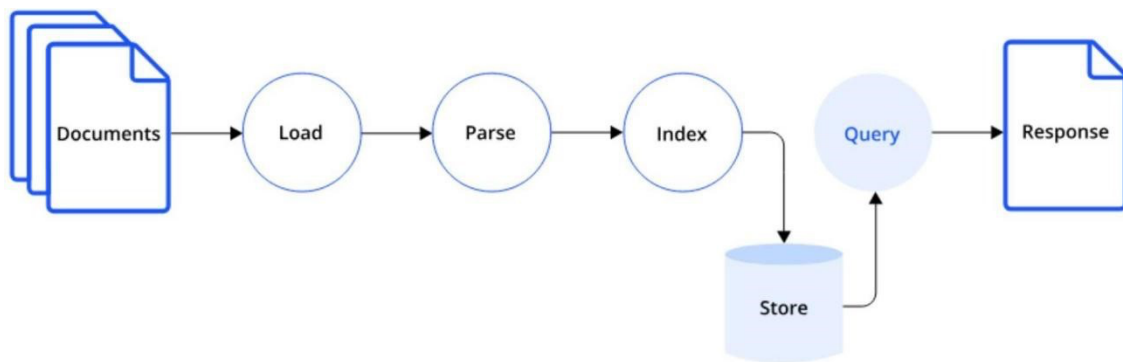 Documents
Load
Parse
Index
Query
Response
Store